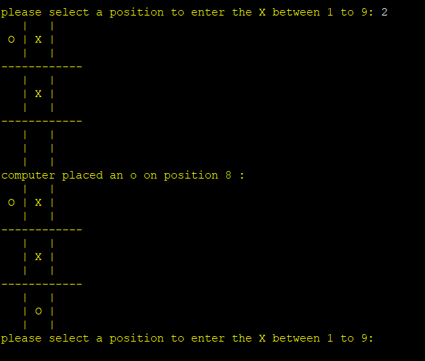 please select a position to enter the X between 1 to 9: 2
   |   |
 O | X |
   |   |
------------
   |   |
   | X |
   |   |
------------
   |   |
   |   |
   |   |
computer placed an o on position 8 :
   |   |
 O | X |
   |   |
------------
   |   |
   | X |
   |   |
------------
   |   |
   | O |
   |   |
please select a position to enter the X between 1 to 9: